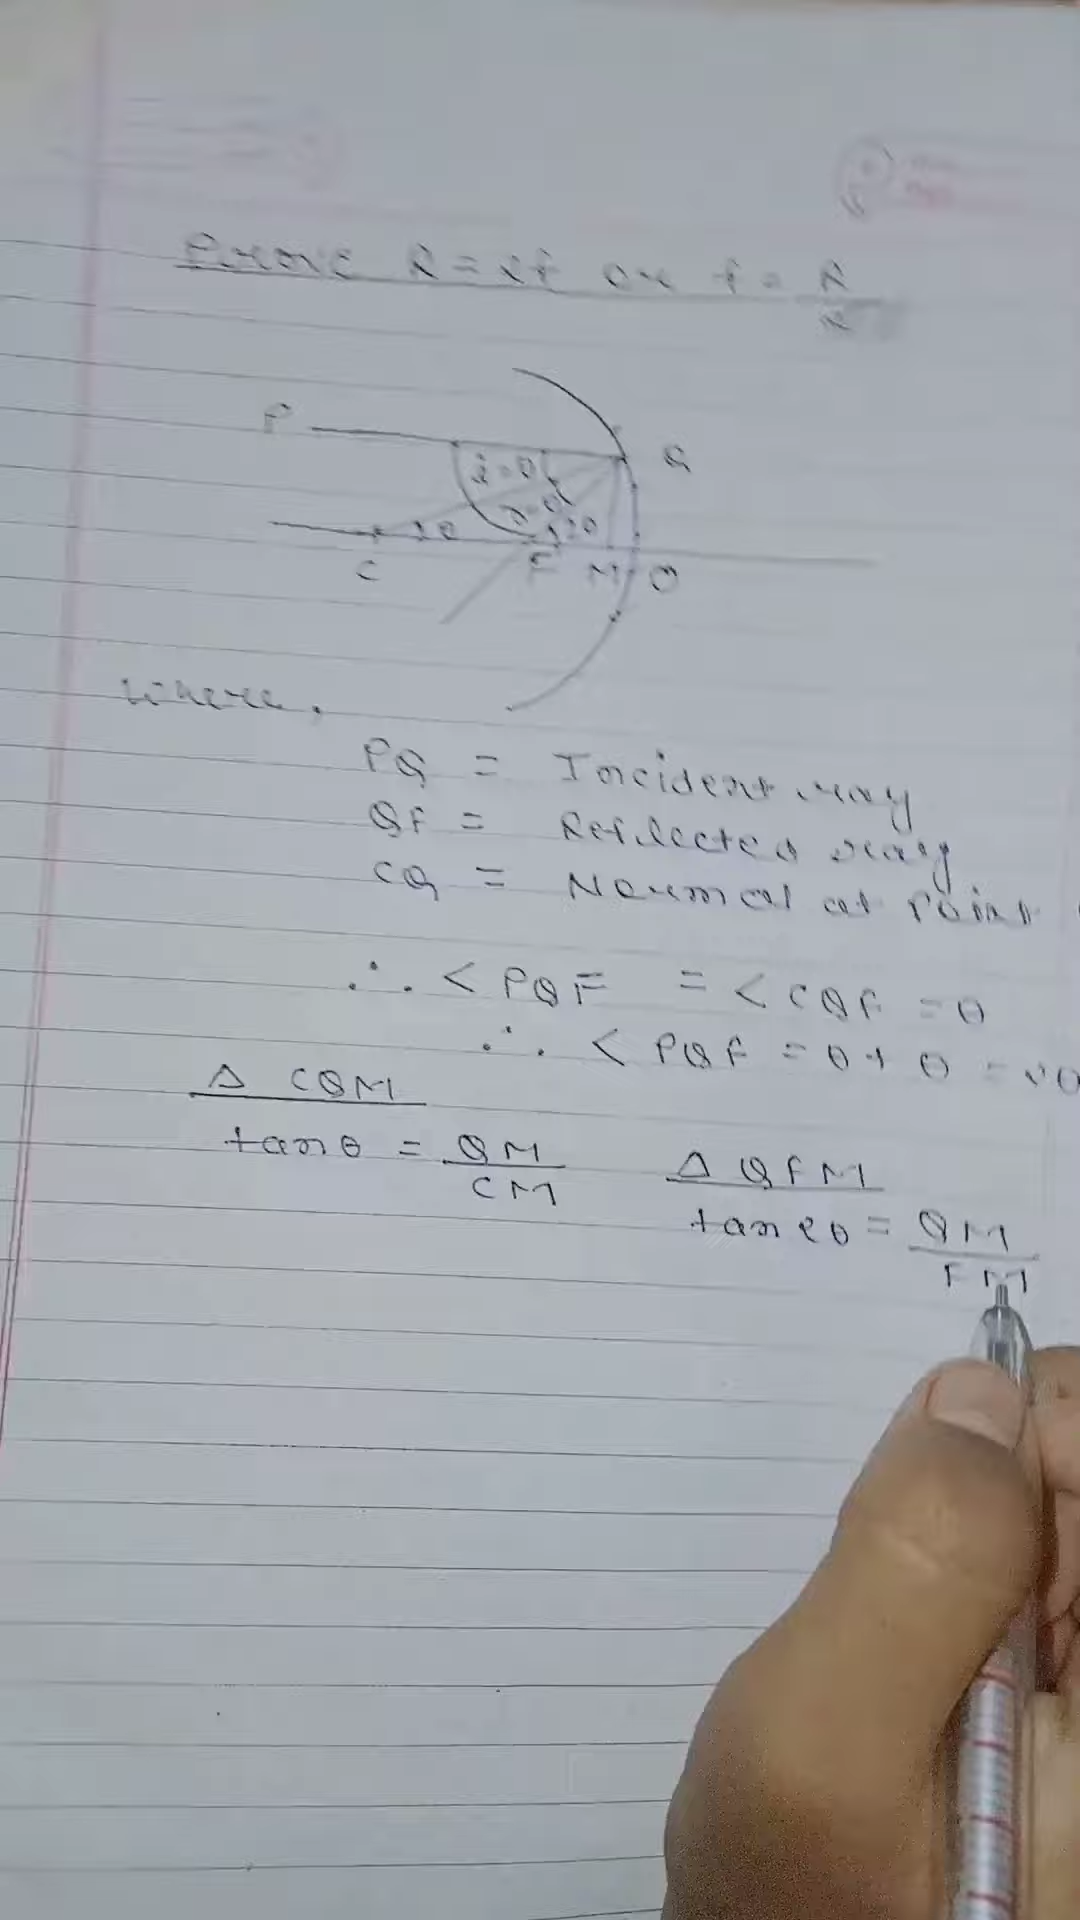 Prove R = 2f or f = R/2
P
Q
i = θ
r = θ
θ
2θ
C
F
M
O
where,
PQ = Incident ray
QF = Reflected ray
CQ = Normal at Point
∴ < PQF = < CQF = θ
∴ < PQF = θ + θ = 2θ
Δ CQM
tan θ = QM/CM
Δ QFM
tan 2θ = QM/FM